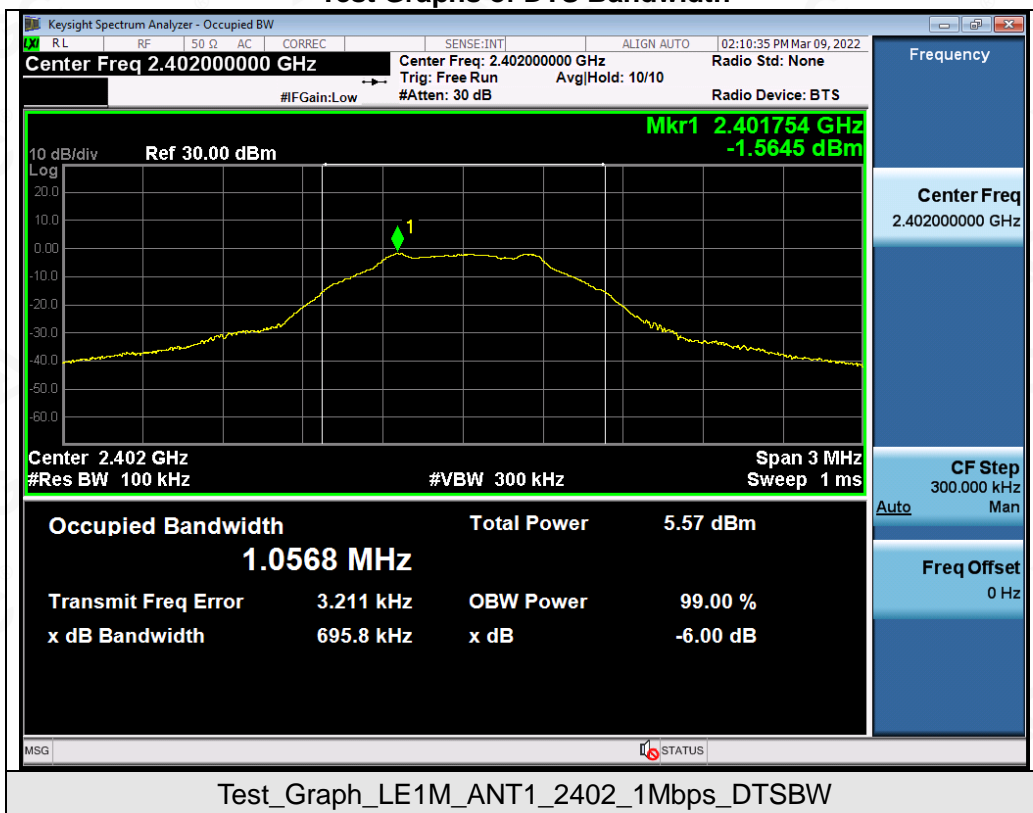 Test Graphs of DTS Bandwidth
Keysight Spectrum Analyzer - Occupied BW
LXI RL RF 50 Ω AC CORREC SENSE:INT ALIGN AUTO 02:10:35 PM Mar 09, 2022
Center Freq 2.402000000 GHz
Center Freq: 2.402000000 GHz Radio Std: None
Trig: Free Run Avg|Hold: 10/10
#IFGain:Low #Atten: 30 dB Radio Device: BTS
Mkr1 2.401754 GHz
-1.5645 dBm
10 dB/div Ref 30.00 dBm
Log
20.0
10.0
0.00
-10.0
-20.0
-30.0
-40.0
-50.0
-60.0
1
Center 2.402 GHz Span 3 MHz
#Res BW 100 kHz #VBW 300 kHz Sweep 1 ms
Occupied Bandwidth Total Power 5.57 dBm
1.0568 MHz
Transmit Freq Error 3.211 kHz OBW Power 99.00 %
x dB Bandwidth 695.8 kHz x dB -6.00 dB
Frequency
Center Freq
2.402000000 GHz
CF Step
300.000 kHz
Auto Man
Freq Offset
0 Hz
MSG STATUS
Test_Graph_LE1M_ANT1_2402_1Mbps_DTSBW